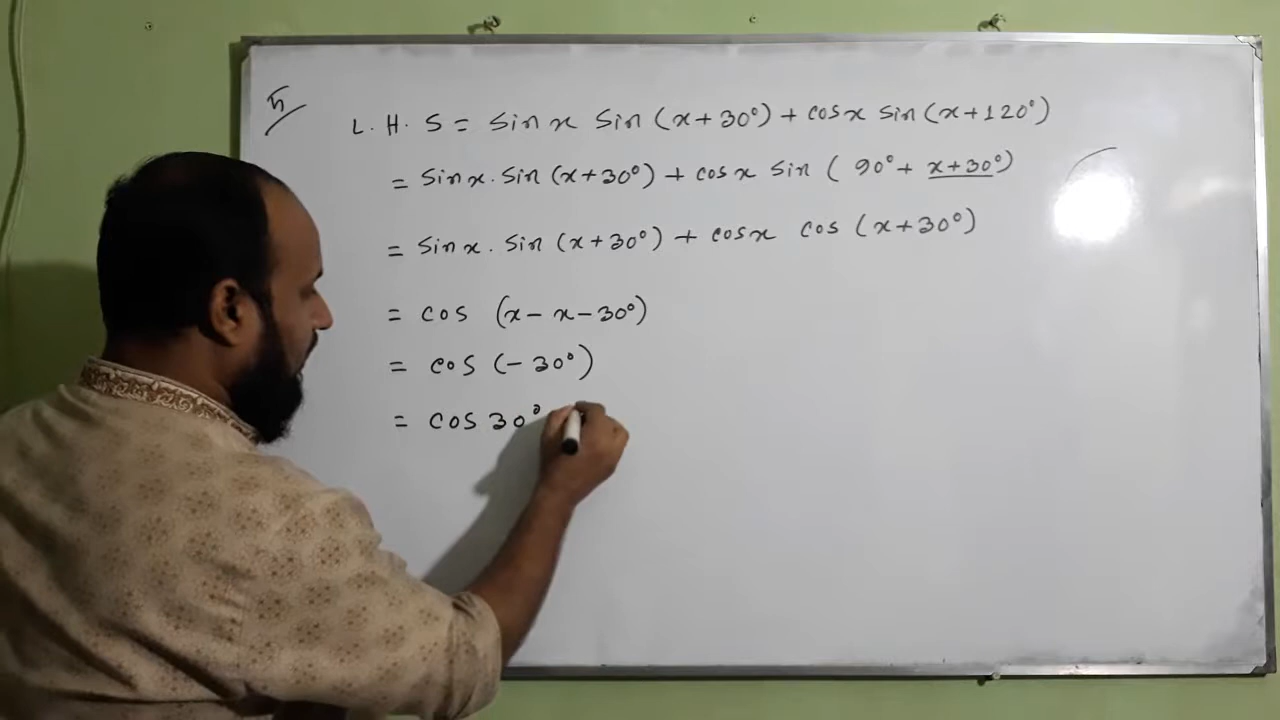 L. H. S = sin x sin (x+30°) + cos x sin (x+120°)
= sin x . sin (x+30°) + cos x sin ( 90° + x+30°)
= sin x . sin (x+30°) + cos x cos (x+30°)
= cos (x - x - 30°)
= cos (- 30°)
= cos 30°